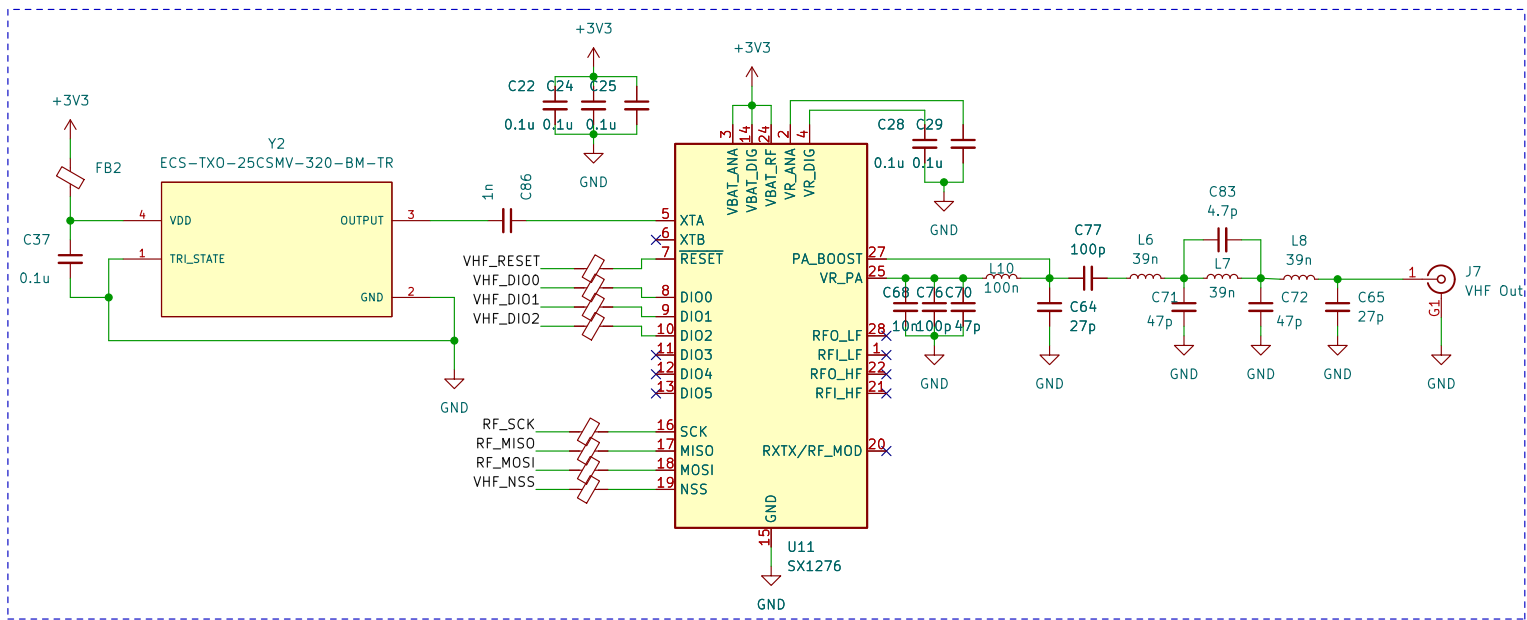 +3V3
C22 C24 C25
0.1u 0.1u 0.1u
GND
+3V3
+3V3
FB2
C37
0.1u
Y2
ECS-TXO-25CSMV-320-BM-TR
4 VDD
1 TRI_STATE
OUTPUT 3
GND 2
GND
1n
C86
VHF_RESET
VHF_DIO0
VHF_DIO1
VHF_DIO2
RF_SCK
RF_MISO
RF_MOSI
VHF_NSS
3 VBAT_ANA
14 VBAT_DIG
24 VBAT_RF
2 VR_ANA
4 VR_DIG
5 XTA
6 XTB
7 RESET
8 DIO0
9 DIO1
10 DIO2
11 DIO3
12 DIO4
13 DIO5
16 SCK
17 MISO
18 MOSI
19 NSS
PA_BOOST 27
VR_PA 25
RFO_LF 28
RFI_LF 1
RFO_HF 22
RFI_HF 21
RXTX/RF_MOD 20
GND 15
U11
SX1276
GND
C28 C29
0.1u 0.1u
GND
C68 C76 C70
10n 100p 47p
GND
L10
100n
C77
100p
C64
27p
GND
L6
39n
C83
4.7p
L7
39n
C71
47p
GND
C72
47p
GND
L8
39n
C65
27p
GND
1
G1
J7
VHF Out
GND